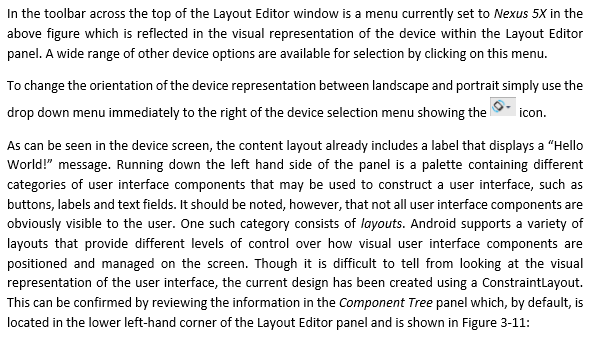 In the toolbar across the top of the Layout Editor window is a menu currently set to Nexus 5X in the
above figure which is reflected in the visual representation of the device within the Layout Editor
panel. A wide range of other device options are available for selection by clicking on this menu.
To change the orientation of the device representation between landscape and portrait simply use the
drop down menu immediately to the right of the device selection menu showing the icon.
As can be seen in the device screen, the content layout already includes a label that displays a “Hello
World!” message. Running down the left hand side of the panel is a palette containing different
categories of user interface components that may be used to construct a user interface, such as
buttons, labels and text fields. It should be noted, however, that not all user interface components are
obviously visible to the user. One such category consists of layouts. Android supports a variety of
layouts that provide different levels of control over how visual user interface components are
positioned and managed on the screen. Though it is difficult to tell from looking at the visual
representation of the user interface, the current design has been created using a ConstraintLayout.
This can be confirmed by reviewing the information in the Component Tree panel which, by default, is
located in the lower left-hand corner of the Layout Editor panel and is shown in Figure 3-11: